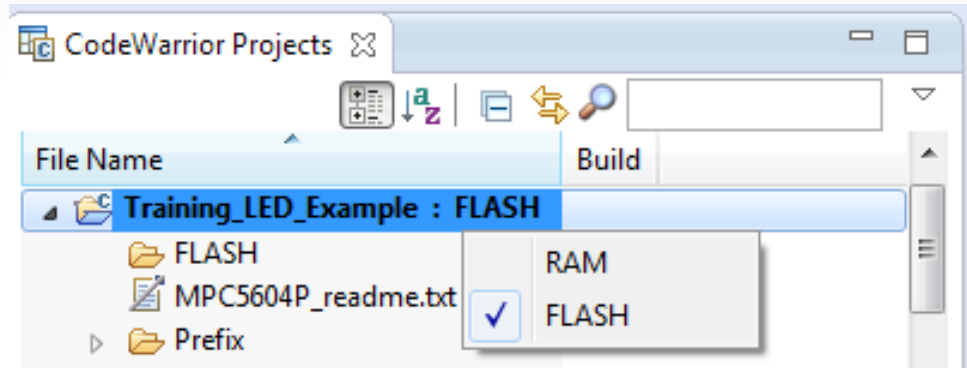 CodeWarrior Projects
File Name Build
Training_LED_Example : FLASH
FLASH
MPC5604P_readme.txt
Prefix
RAM
FLASH